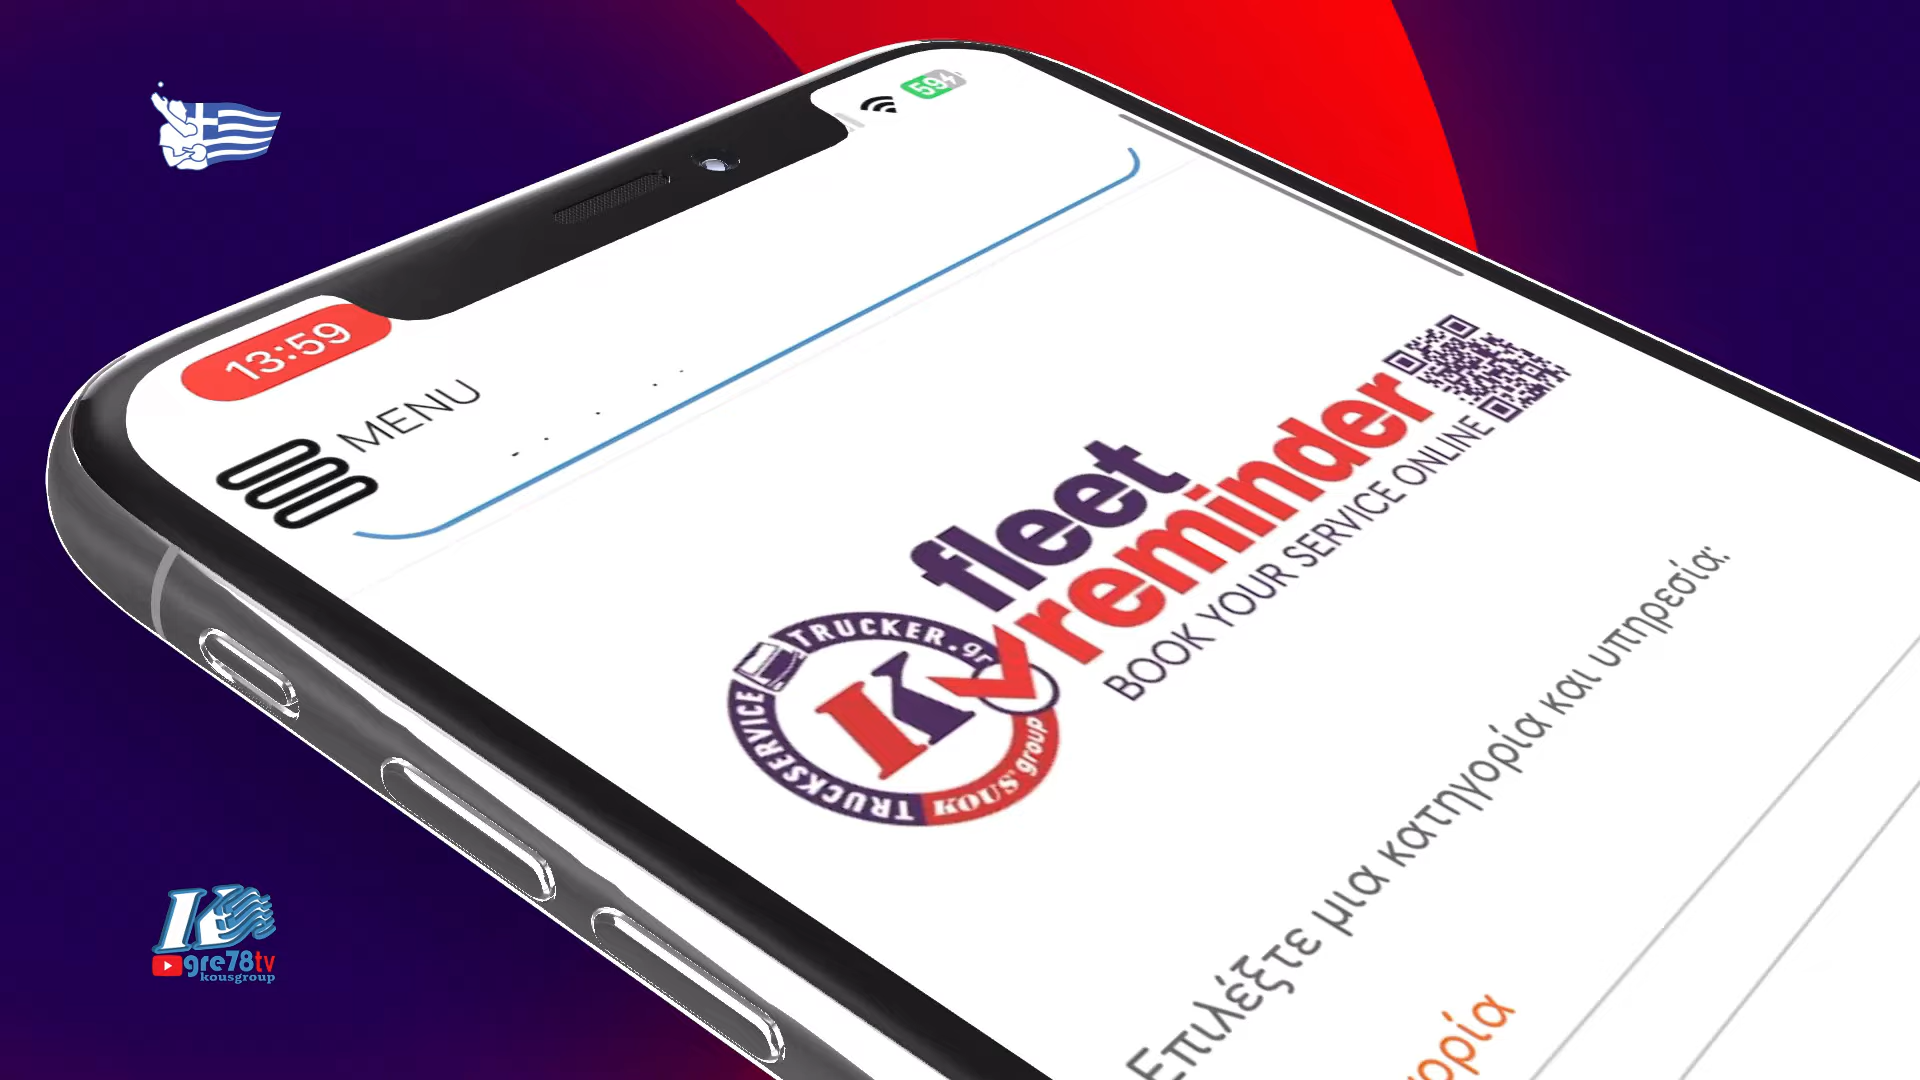 59
13:59
MENU
fleet
reminder
BOOK YOUR SERVICE ONLINE
TRUCKSERVICE TRUCKER.gr
K
KOUS' group
Επιλέξτε μια κατηγορία και υπηρεσία:
K
gre78tv
kousgroup